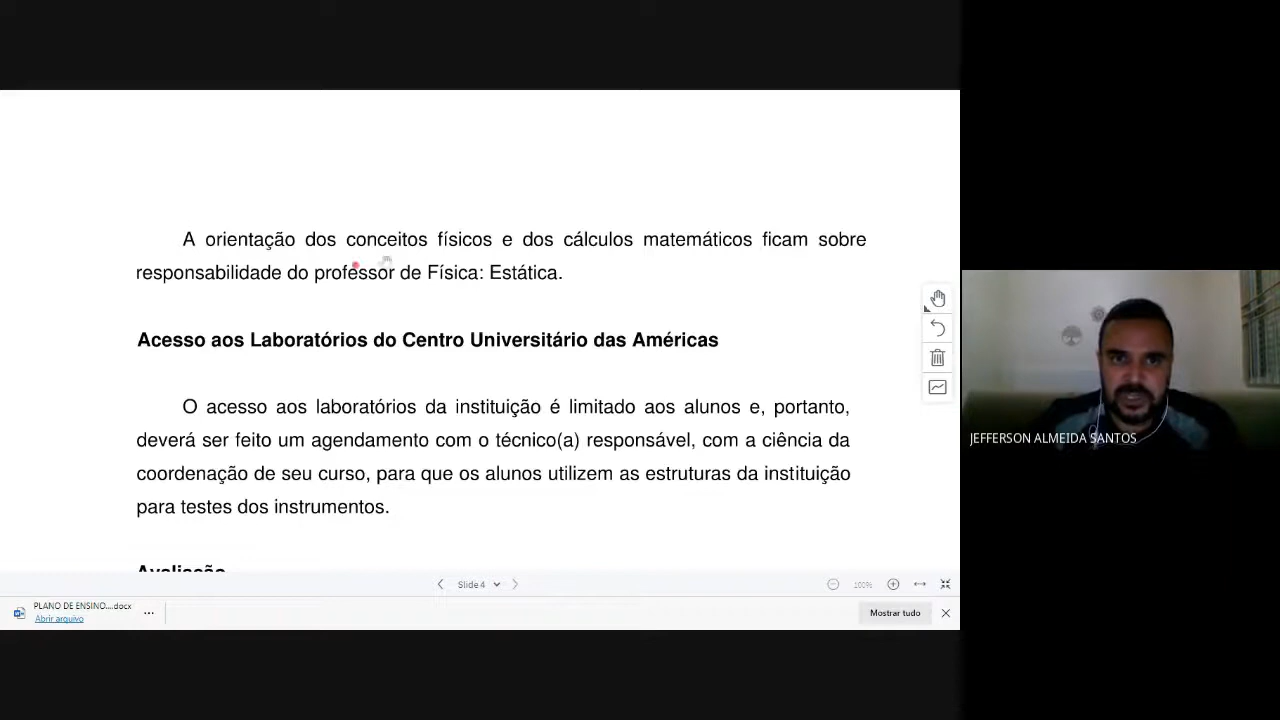 A orientação dos conceitos físicos e dos cálculos matemáticos ficam sobre
responsabilidade do professor de Física: Estática.
Acesso aos Laboratórios do Centro Universitário das Américas
O acesso aos laboratórios da instituição é limitado aos alunos e, portanto,
deverá ser feito um agendamento com o técnico(a) responsável, com a ciência da
coordenação de seu curso, para que os alunos utilizem as estruturas da instituição
para testes dos instrumentos.
Avaliação
Slide 4
100%
PLANO DE ENSINO....docx
Abrir arquivo
Mostrar tudo
JEFFERSON ALMEIDA SANTOS